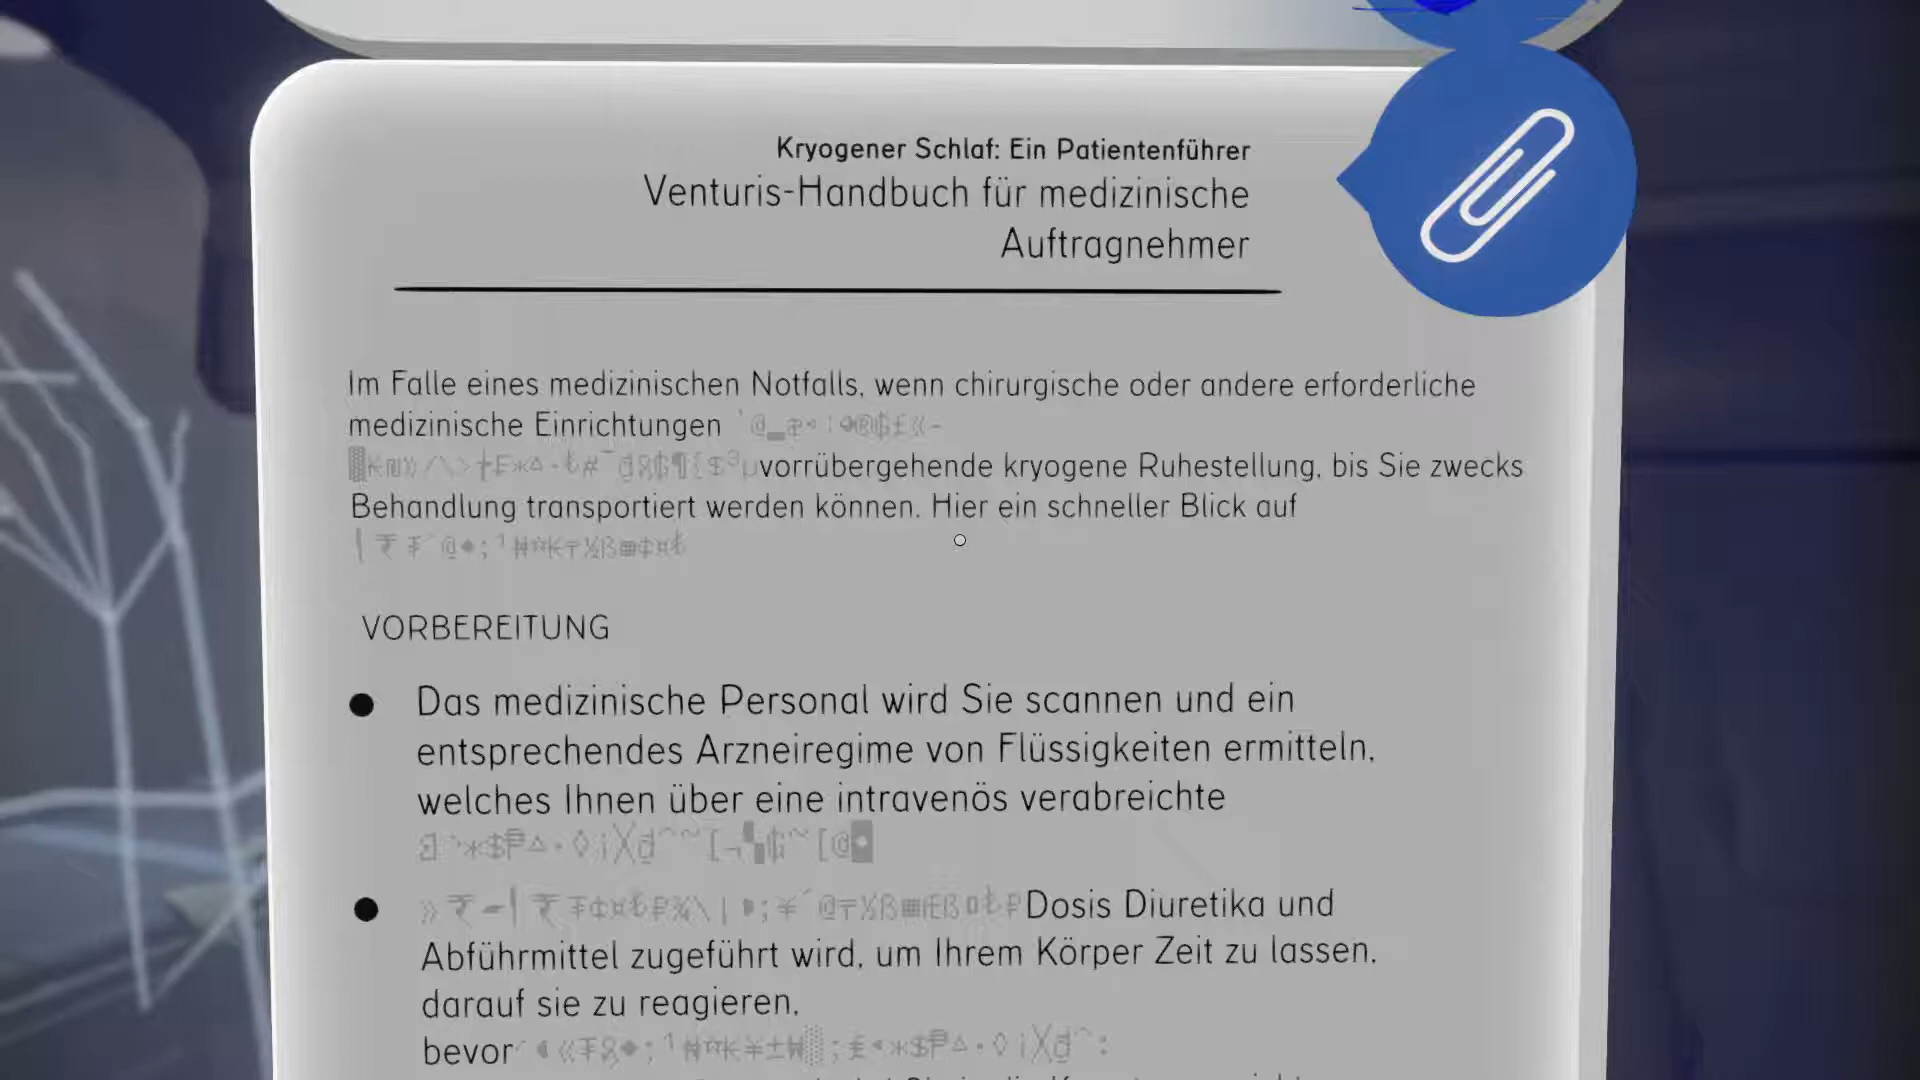 Kryogener Schlaf: Ein Patientenführer
Venturis-Handbuch für medizinische
Auftragnehmer
Im Falle eines medizinischen Notfalls, wenn chirurgische oder andere erforderliche
medizinische Einrichtungen
vorrübergehende kryogene Ruhestellung, bis Sie zwecks
Behandlung transportiert werden können. Hier ein schneller Blick auf
VORBEREITUNG
● Das medizinische Personal wird Sie scannen und ein
entsprechendes Arzneiregime von Flüssigkeiten ermitteln,
welches Ihnen über eine intravenös verabreichte
● Dosis Diuretika und
Abführmittel zugeführt wird, um Ihrem Körper Zeit zu lassen,
darauf sie zu reagieren,
bevor